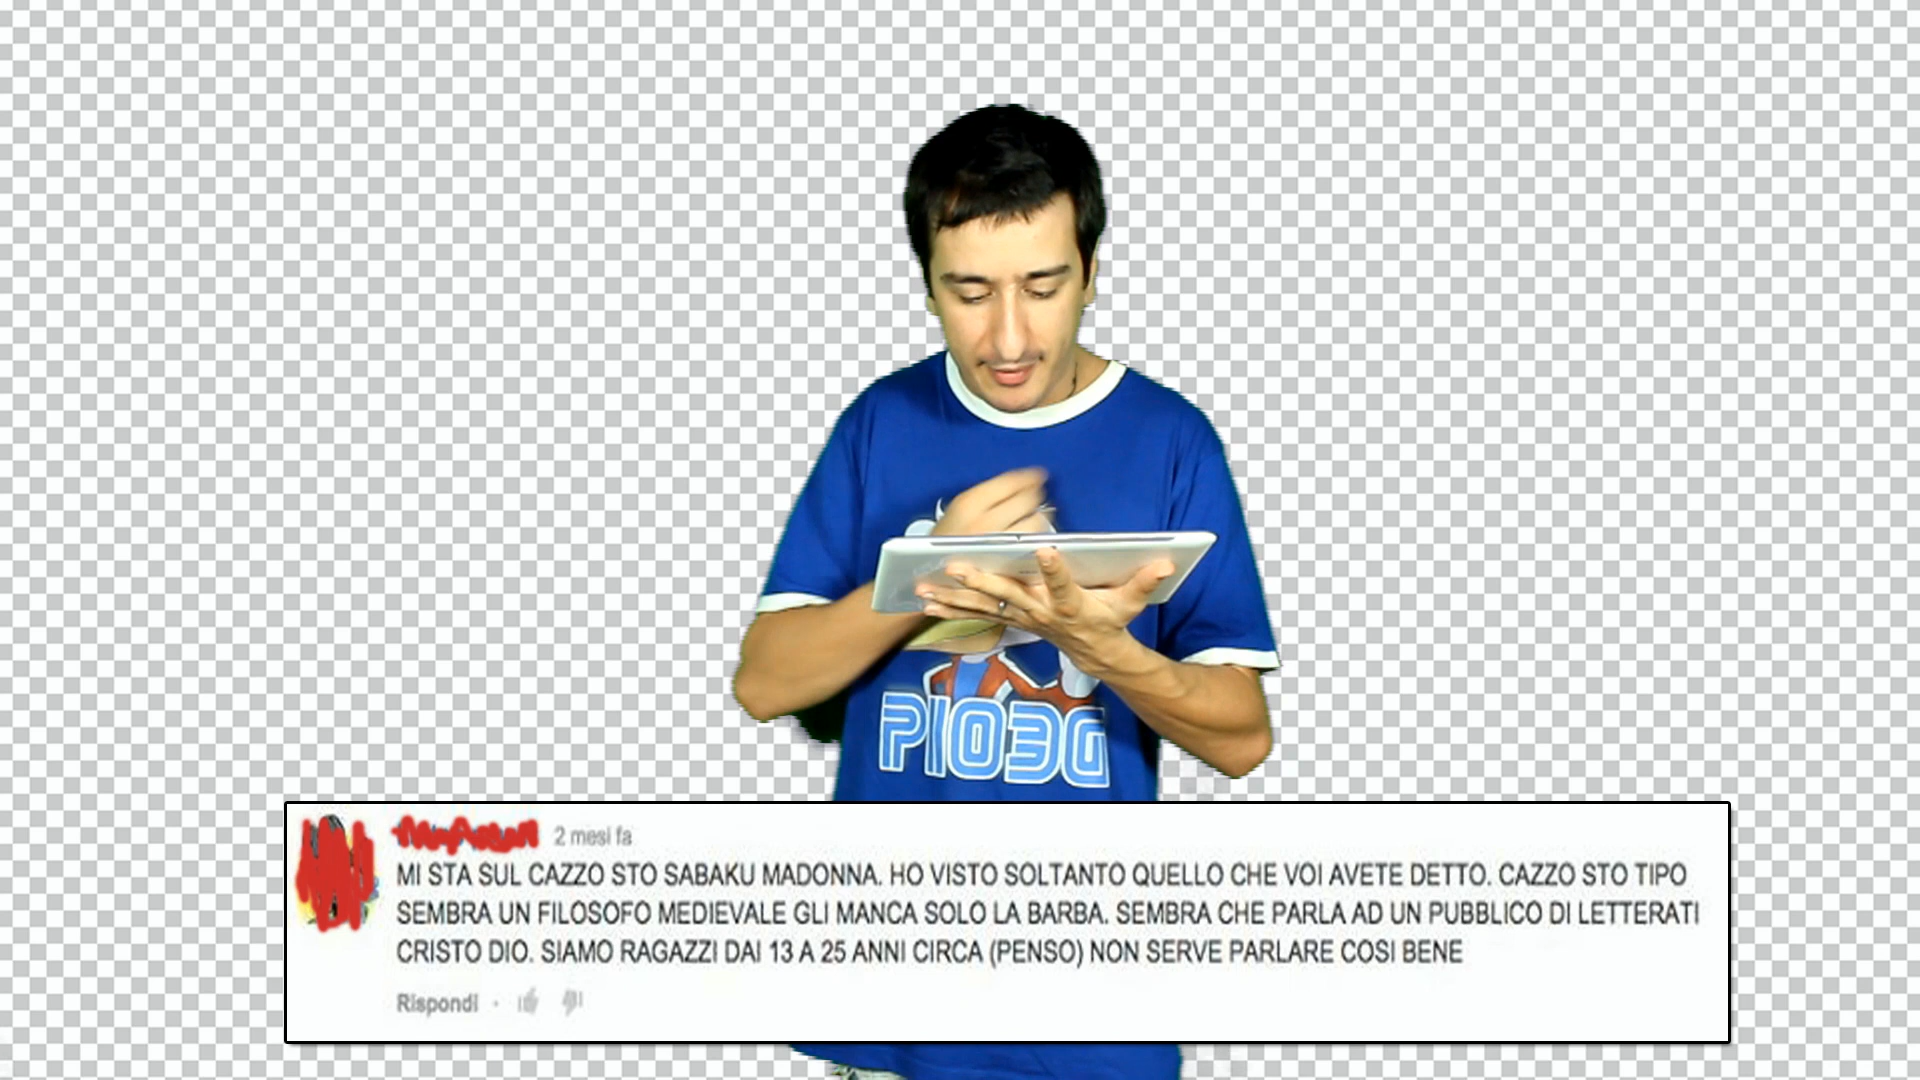 PIO3G
2 mesi fa
MI STA SUL CAZZO STO SABAKU MADONNA. HO VISTO SOLTANTO QUELLO CHE VOI AVETE DETTO. CAZZO STO TIPO
SEMBRA UN FILOSOFO MEDIEVALE GLI MANCA SOLO LA BARBA. SEMBRA CHE PARLA AD UN PUBBLICO DI LETTERATI
CRISTO DIO. SIAMO RAGAZZI DAI 13 A 25 ANNI CIRCA (PENSO) NON SERVE PARLARE COSI BENE
Rispondi ·